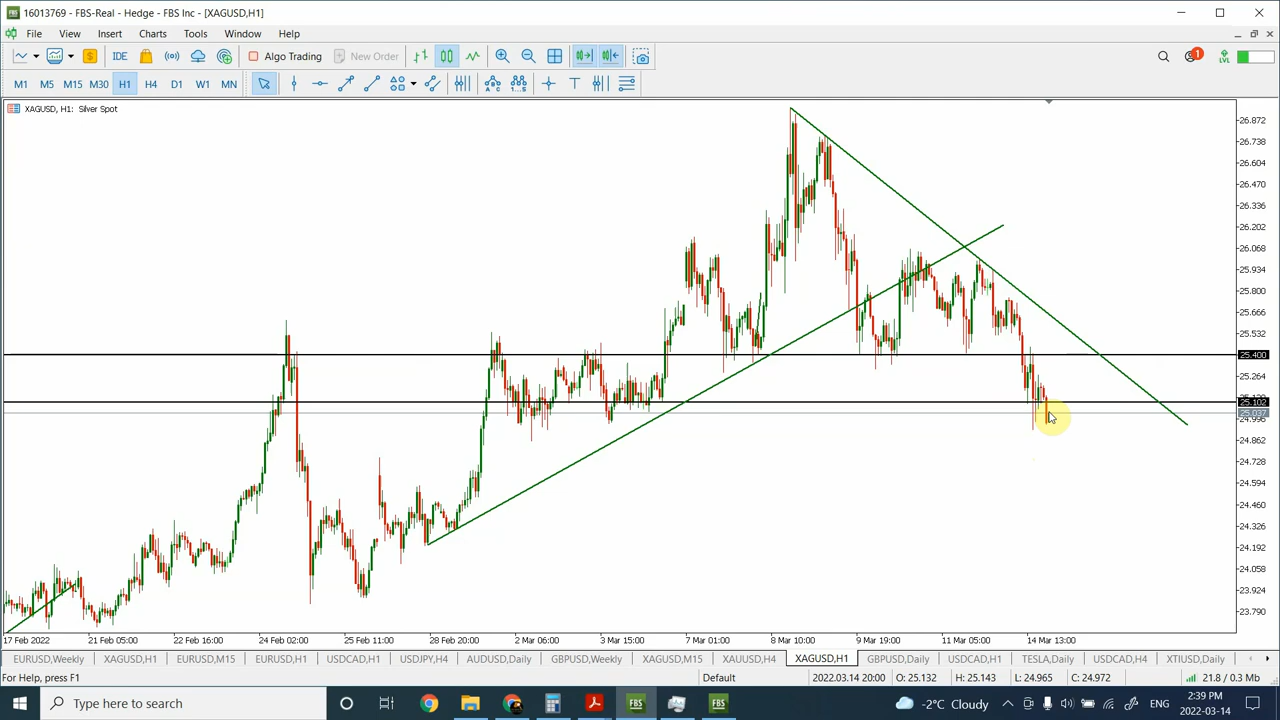 16013769 - FBS-Real - Hedge - FBS Inc - [XAGUSD,H1]
File View Insert Charts Tools Window Help
IDE Algo Trading New Order 1 LVL
M1 M5 M15 M30 H1 H4 D1 W1 MN
XAGUSD, H1: Silver Spot
26.872
26.738
26.604
26.470
26.336
26.202
26.068
25.934
25.800
25.666
25.532
25.400
25.264
25.102
25.037
24.862
24.728
24.594
24.460
24.326
24.192
24.058
23.924
23.790
17 Feb 2022 21 Feb 05:00 22 Feb 16:00 24 Feb 02:00 25 Feb 11:00 28 Feb 20:00 2 Mar 06:00 3 Mar 15:00 7 Mar 01:00 8 Mar 10:00 9 Mar 19:00 11 Mar 05:00 14 Mar 13:00
EURUSD,Weekly XAGUSD,H1 EURUSD,M15 EURUSD,H1 USDCAD,H1 USDJPY,H4 AUDUSD,Daily GBPUSD,Weekly XAGUSD,M15 XAUUSD,H4 XAGUSD,H1 GBPUSD,Daily USDCAD,H1 TESLA,Daily USDCAD,H4 XTIUSD,Daily
For Help, press F1 Default 2022.03.14 20:00 O: 25.132 H: 25.143 L: 24.965 C: 24.972 21.8 / 0.3 Mb
Type here to search FBS FBS -2°C Cloudy ENG 2:39 PM
2022-03-14